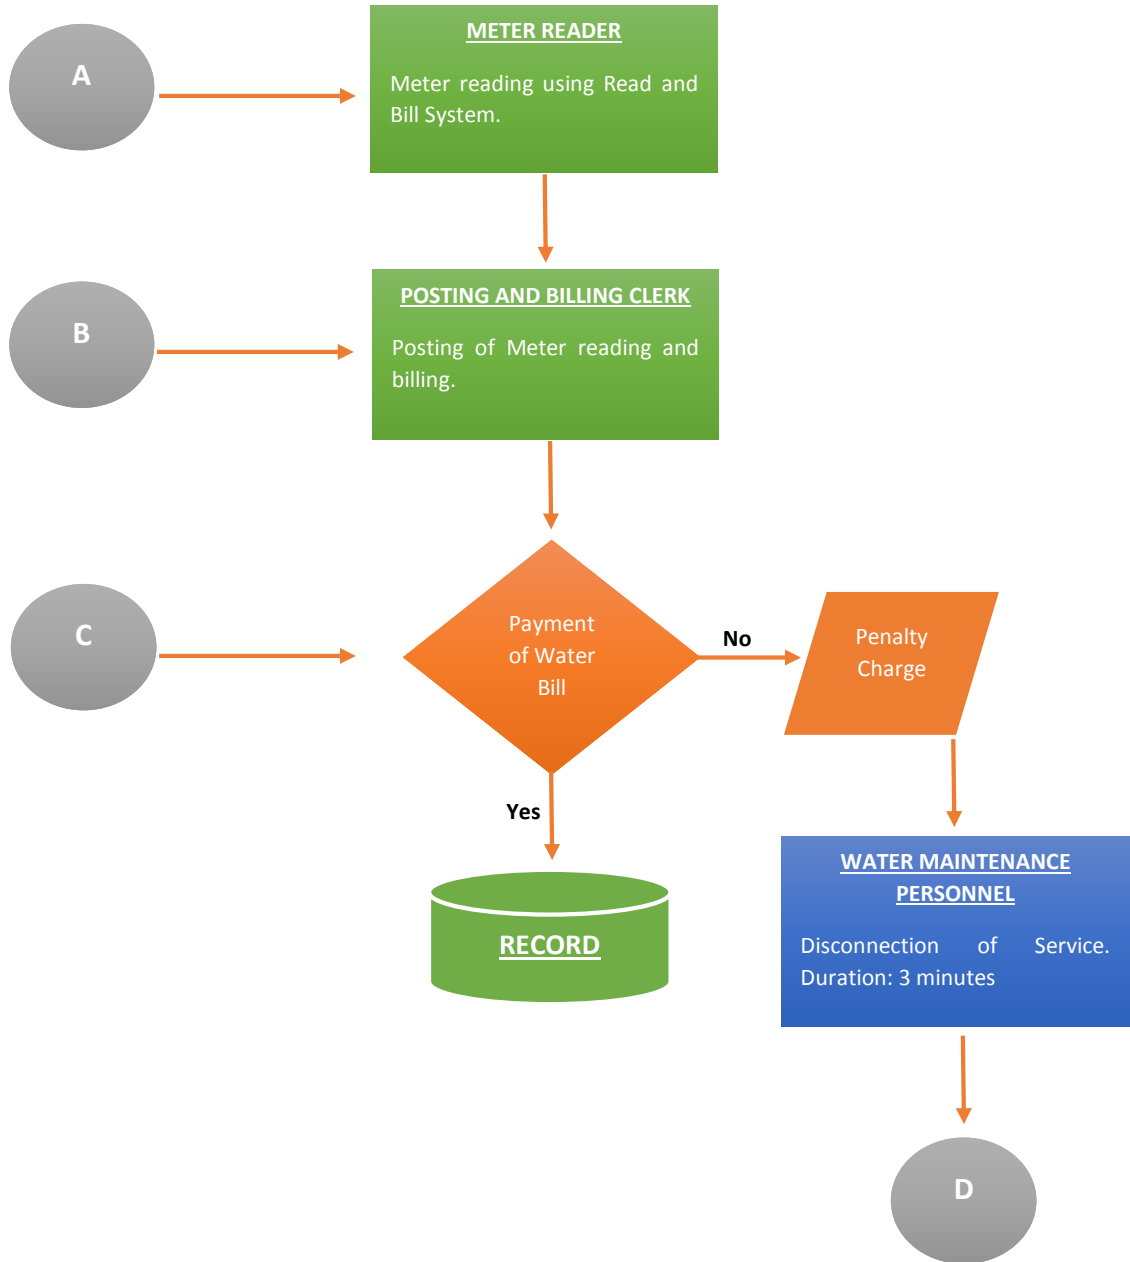 A
METER READER
Meter reading using Read and
Bill System.
B
POSTING AND BILLING CLERK
Posting of Meter reading and
billing.
C
Payment
of Water
Bill
No
Penalty
Charge
Yes
RECORD
WATER MAINTENANCE
PERSONNEL
Disconnection of Service.
Duration: 3 minutes
D